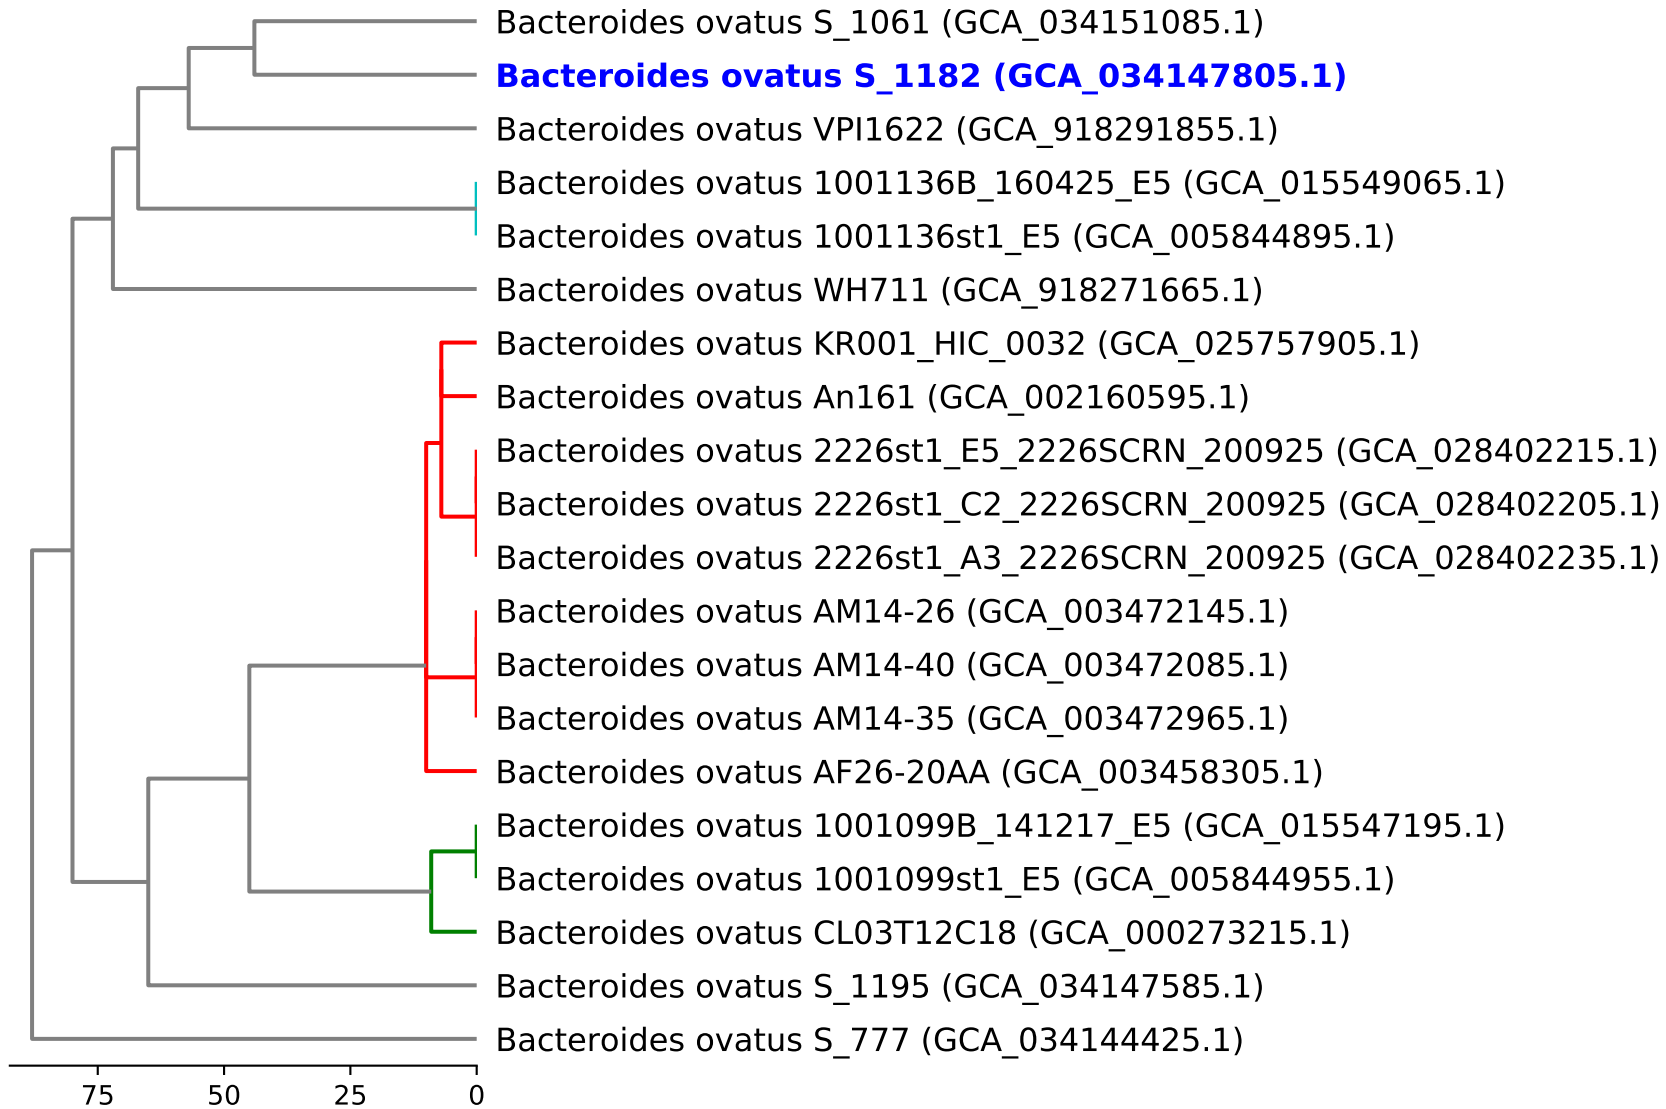 Bacteroides ovatus S_1061 (GCA_034151085.1)
Bacteroides ovatus S_1182 (GCA_034147805.1)
Bacteroides ovatus VPI1622 (GCA_918291855.1)
Bacteroides ovatus 1001136B_160425_E5 (GCA_015549065.1)
Bacteroides ovatus 1001136st1_E5 (GCA_005844895.1)
Bacteroides ovatus WH711 (GCA_918271665.1)
Bacteroides ovatus KR001_HIC_0032 (GCA_025757905.1)
Bacteroides ovatus An161 (GCA_002160595.1)
Bacteroides ovatus 2226st1_E5_2226SCRN_200925 (GCA_028402215.1)
Bacteroides ovatus 2226st1_C2_2226SCRN_200925 (GCA_028402205.1)
Bacteroides ovatus 2226st1_A3_2226SCRN_200925 (GCA_028402235.1)
Bacteroides ovatus AM14-26 (GCA_003472145.1)
Bacteroides ovatus AM14-40 (GCA_003472085.1)
Bacteroides ovatus AM14-35 (GCA_003472965.1)
Bacteroides ovatus AF26-20AA (GCA_003458305.1)
Bacteroides ovatus 1001099B_141217_E5 (GCA_015547195.1)
Bacteroides ovatus 1001099st1_E5 (GCA_005844955.1)
Bacteroides ovatus CL03T12C18 (GCA_000273215.1)
Bacteroides ovatus S_1195 (GCA_034147585.1)
Bacteroides ovatus S_777 (GCA_034144425.1)
75 50 25 0